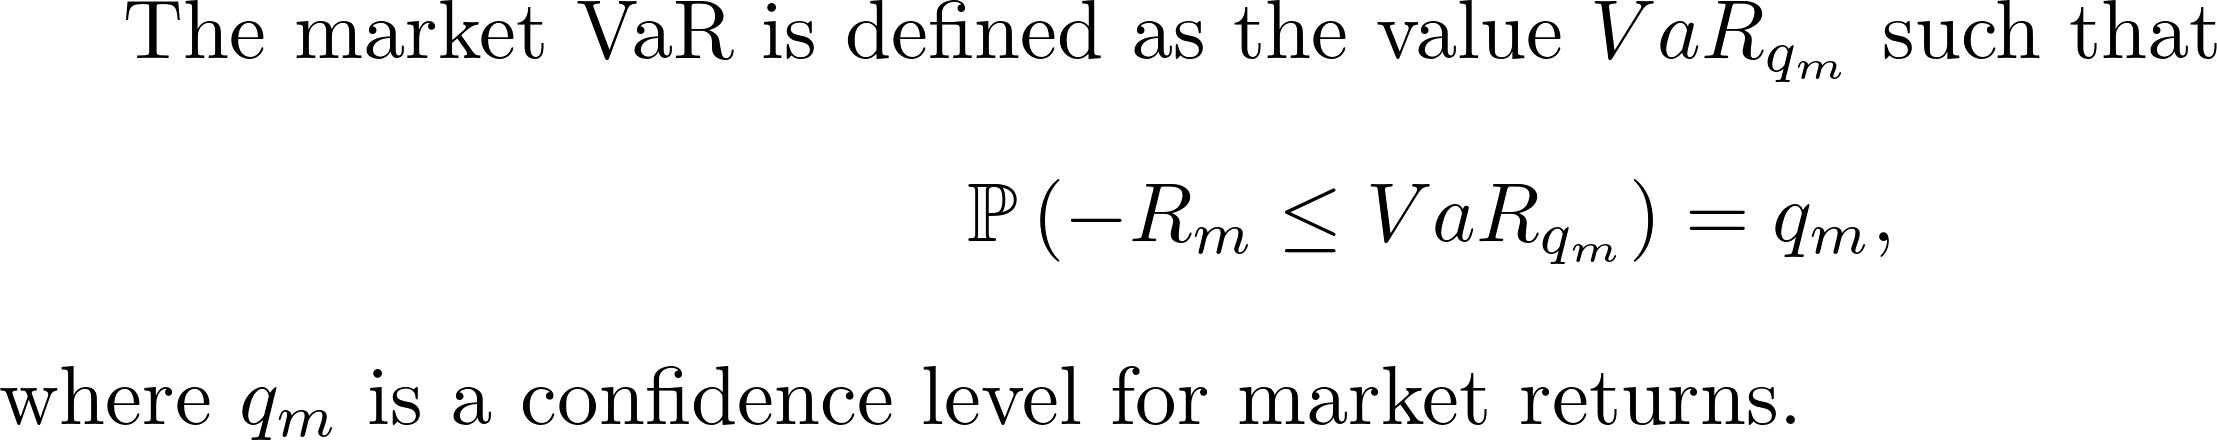 The market VaR is defined as the value $VaR_{q_m}$ such that
$\mathbb{P}\left(-R_m \leq VaR_{q_m}\right) = q_m,$
where $q_m$ is a confidence level for market returns.